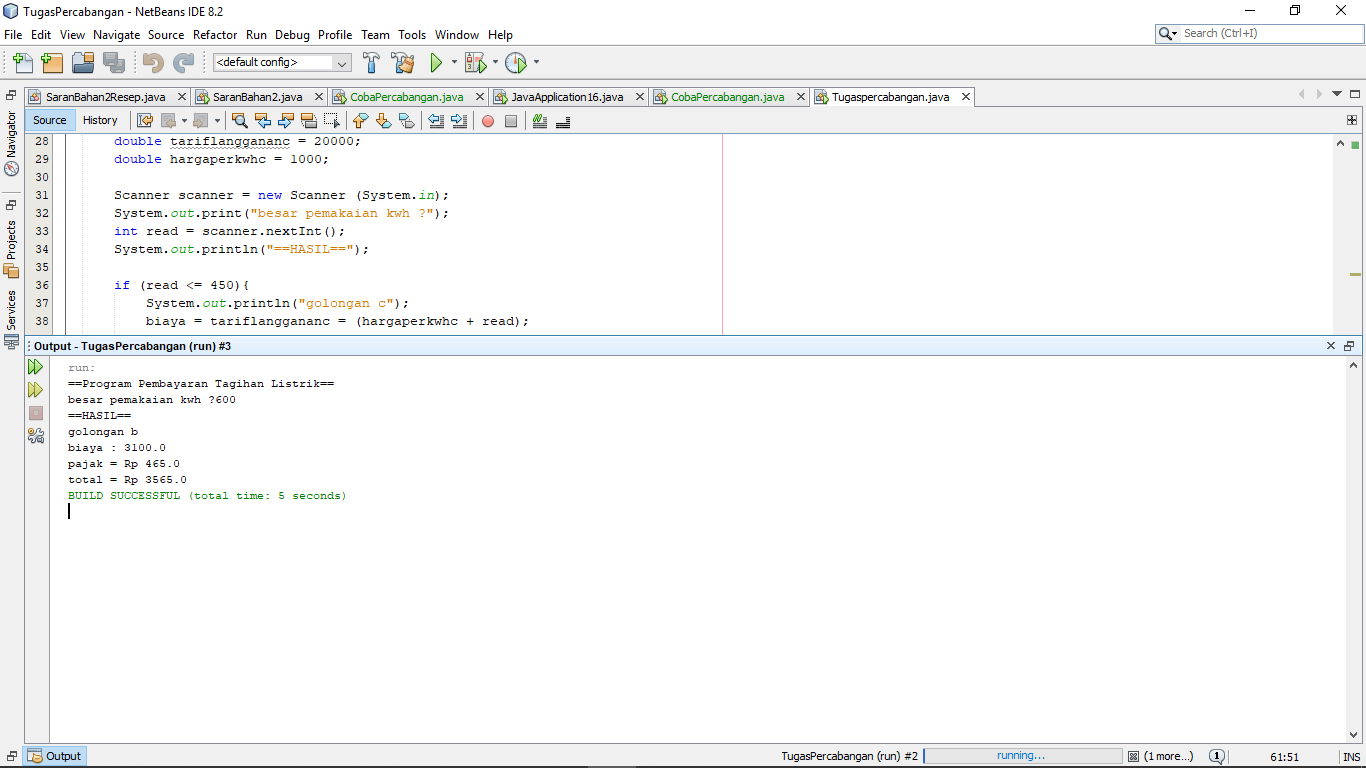 TugasPercabangan - NetBeans IDE 8.2
File Edit View Navigate Source Refactor Run Debug Profile Team Tools Window Help
Search (Ctrl+I)
<default config>
SaranBahan2Resep.java SaranBahan2.java CobaPercabangan.java JavaApplication16.java CobaPercabangan.java Tugaspercabangan.java
Source History
Navigator
Projects
Services
28 double tariflanggananc = 20000;
29 double hargaperkwhc = 1000;
30
31 Scanner scanner = new Scanner (System.in);
32 System.out.print("besar pemakaian kwh ?");
33 int read = scanner.nextInt();
34 System.out.println("==HASIL==");
35
36 if (read <= 450){
37 System.out.println("golongan c");
38 biaya = tariflanggananc = (hargaperkwhc + read);
Output - TugasPercabangan (run) #3
run:
==Program Pembayaran Tagihan Listrik==
besar pemakaian kwh ?600
==HASIL==
golongan b
biaya : 3100.0
pajak = Rp 465.0
total = Rp 3565.0
BUILD SUCCESSFUL (total time: 5 seconds)
Output
TugasPercabangan (run) #2 running... (1 more...) 1 61:51 INS